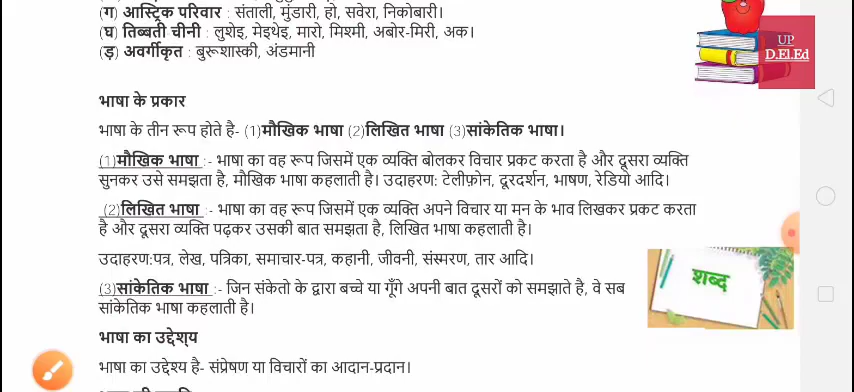 (ग) आस्ट्रिक परिवार : संताली, मुंडारी, हो, सवेरा, निकोबारी।
(घ) तिब्बती चीनी : लुशेइ, मेइथेइ, मारो, मिश्मी, अबोर-मिरी, अक।
(ड़) अवर्गीकृत : बुरूशास्की, अंडमानी
UP
D.El.Ed
भाषा के प्रकार
भाषा के तीन रूप होते है- (1)मौखिक भाषा (2)लिखित भाषा (3)सांकेतिक भाषा।
(1)मौखिक भाषा :- भाषा का वह रूप जिसमें एक व्यक्ति बोलकर विचार प्रकट करता है और दूसरा व्यक्ति
सुनकर उसे समझता है, मौखिक भाषा कहलाती है। उदाहरण: टेलीफ़ोन, दूरदर्शन, भाषण, रेडियो आदि।
(2)लिखित भाषा :- भाषा का वह रूप जिसमें एक व्यक्ति अपने विचार या मन के भाव लिखकर प्रकट करता
है और दूसरा व्यक्ति पढ़कर उसकी बात समझता है, लिखित भाषा कहलाती है।
उदाहरण:पत्र, लेख, पत्रिका, समाचार-पत्र, कहानी, जीवनी, संस्मरण, तार आदि।
(3)सांकेतिक भाषा :- जिन संकेतो के द्वारा बच्चे या गूँगे अपनी बात दूसरों को समझाते है, वे सब
सांकेतिक भाषा कहलाती है।
शब्द
भाषा का उद्देश्य
भाषा का उद्देश्य है- संप्रेषण या विचारों का आदान-प्रदान।